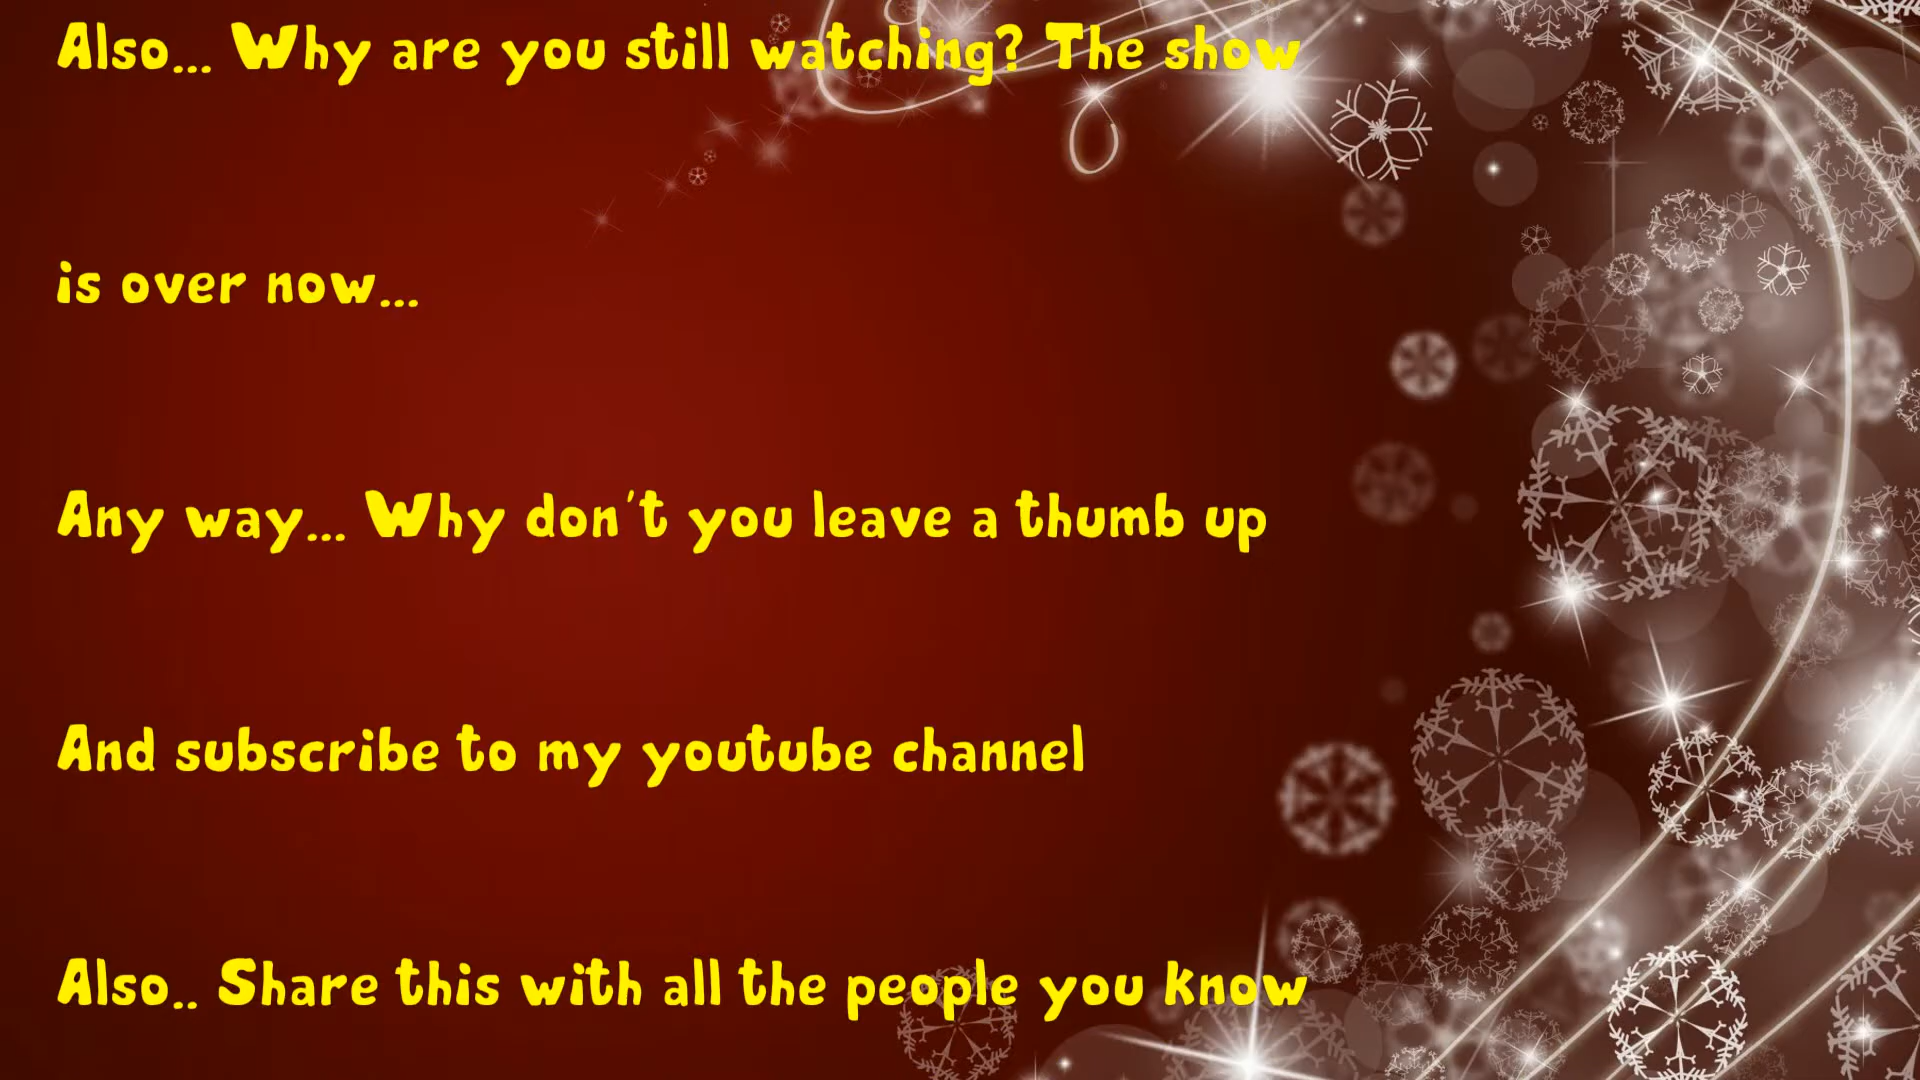 Also... Why are you still watching? The show
is over now...
Any way... Why don't you leave a thumb up
And subscribe to my youtube channel
Also.. Share this with all the people you know